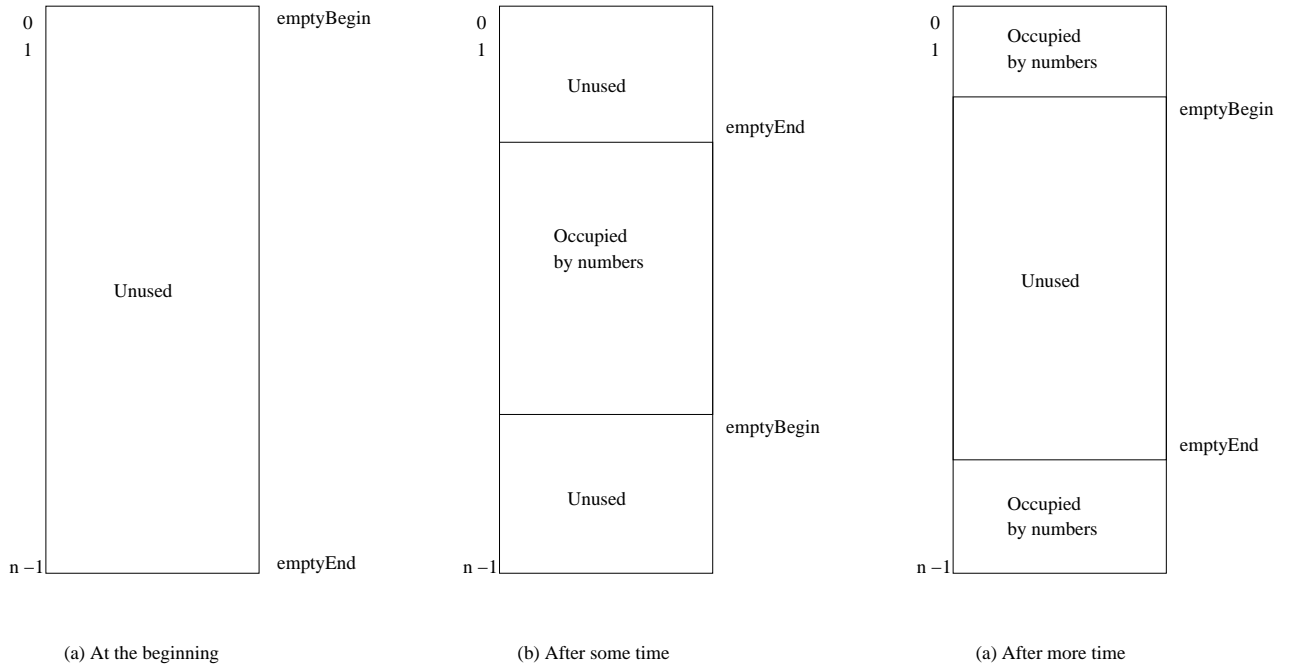 0
1
n −1
Unused
emptyBegin
emptyEnd
(a) At the beginning
0
1
n −1
Unused
emptyEnd
Occupied
by numbers
emptyBegin
Unused
(b) After some time
0
1
n −1
Occupied
by numbers
emptyBegin
Unused
emptyEnd
Occupied
by numbers
(a) After more time